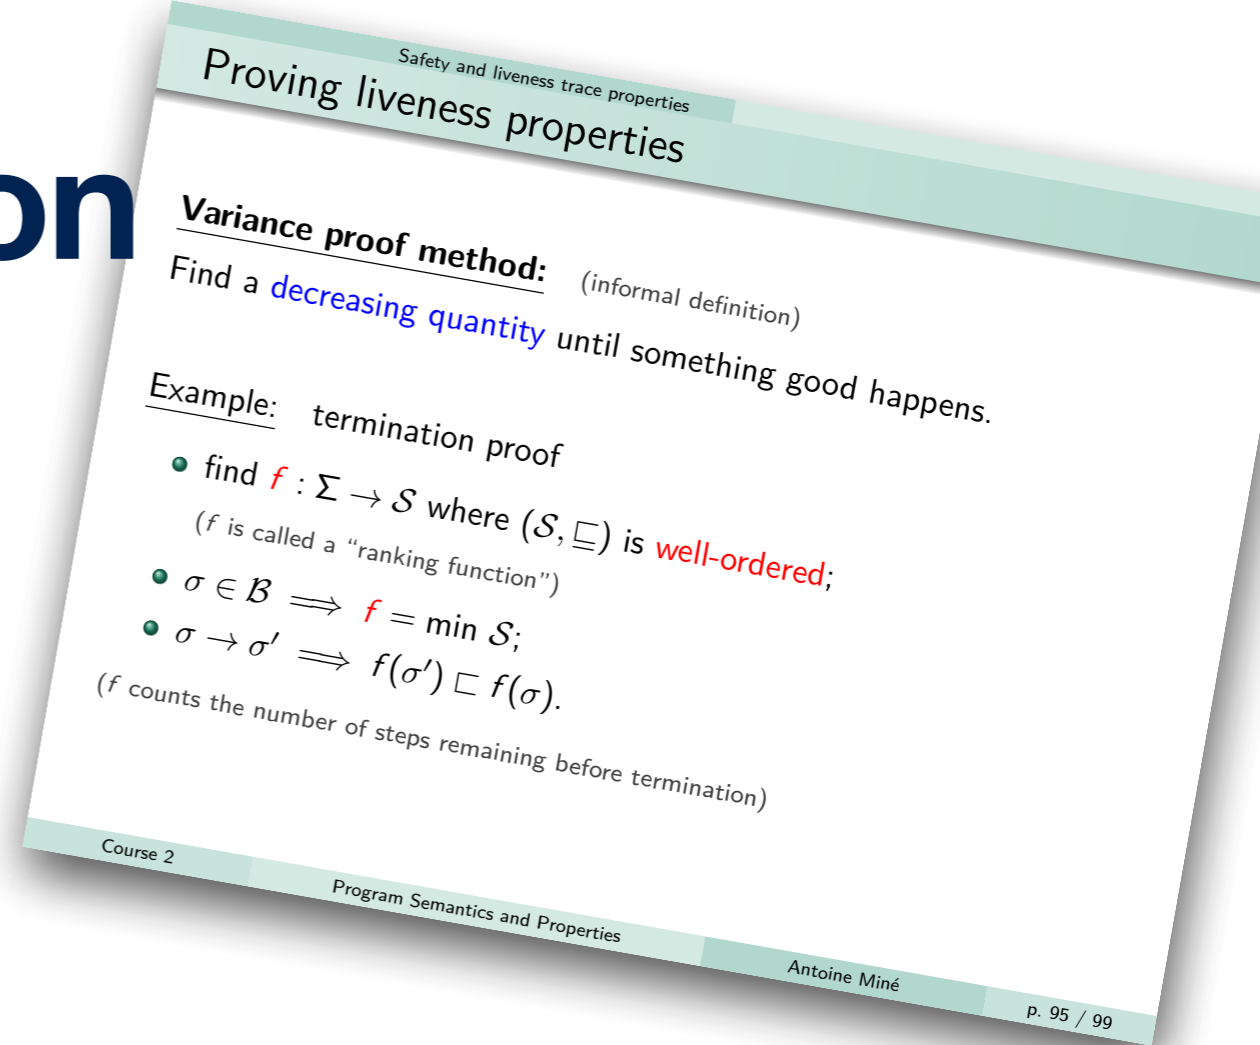 Safety and liveness trace properties
Proving liveness properties
on
Variance proof method: (informal definition)
Find a decreasing quantity until something good happens.
Example: termination proof
find f : Σ → 𝒮 where (𝒮, ⊑) is well-ordered;
(f is called a “ranking function”)
σ ∈ ℬ ⟹ f = min 𝒮;
σ → σ′ ⟹ f(σ′) ⊏ f(σ).
(f counts the number of steps remaining before termination)
Course 2
Program Semantics and Properties
Antoine Miné
p. 95 / 99